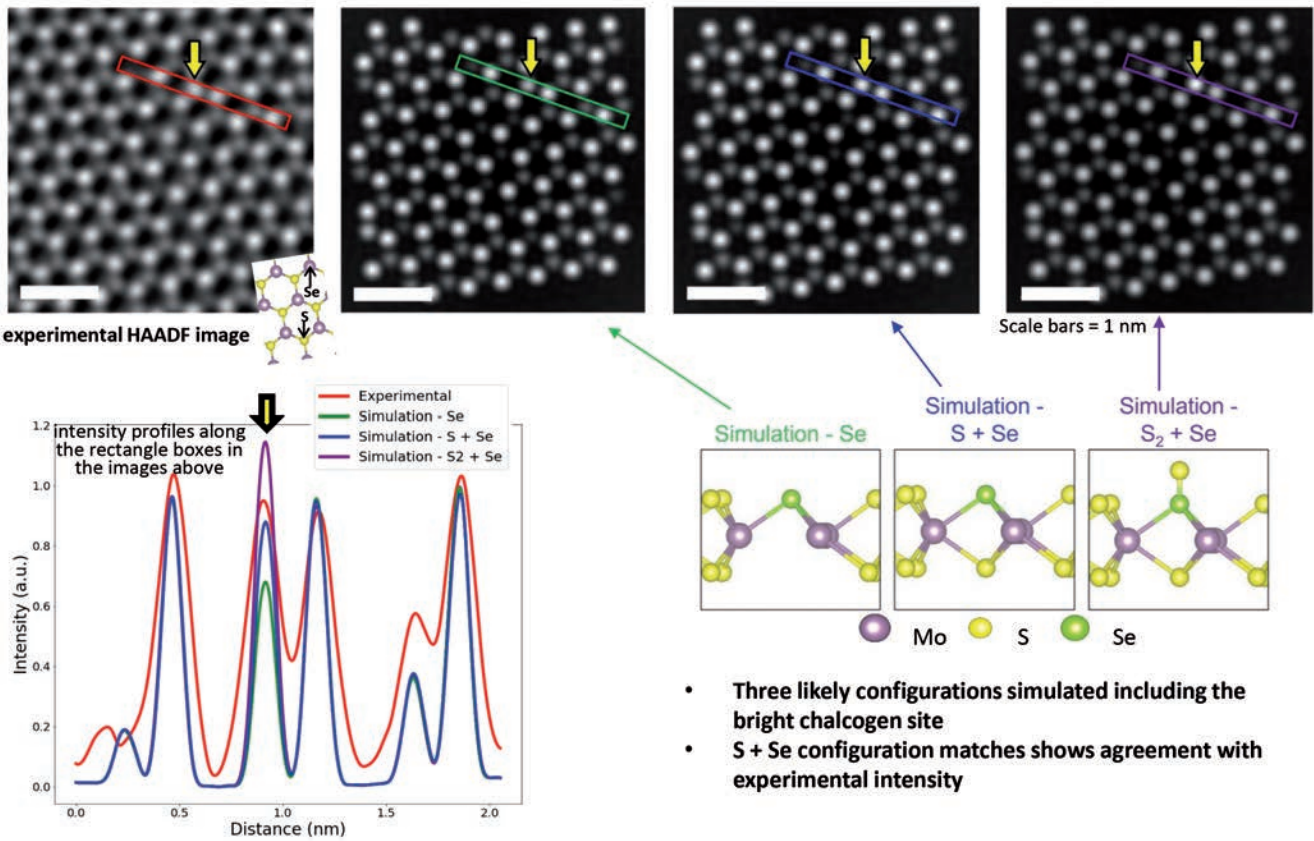 Se
S
experimental HAADF image
Scale bars = 1 nm
Experimental
Simulation - Se
Simulation - S + Se
Simulation - S2 + Se
intensity profiles along
the rectangle boxes in
the images above
Intensity (a.u.)
1.2
1.0
0.8
0.6
0.4
0.2
0.0
0.0
0.5
1.0
1.5
2.0
Distance (nm)
Simulation - Se
Simulation -
S + Se
Simulation -
S₂ + Se
Mo
S
Se
• Three likely configurations simulated including the
bright chalcogen site
• S + Se configuration matches shows agreement with
experimental intensity